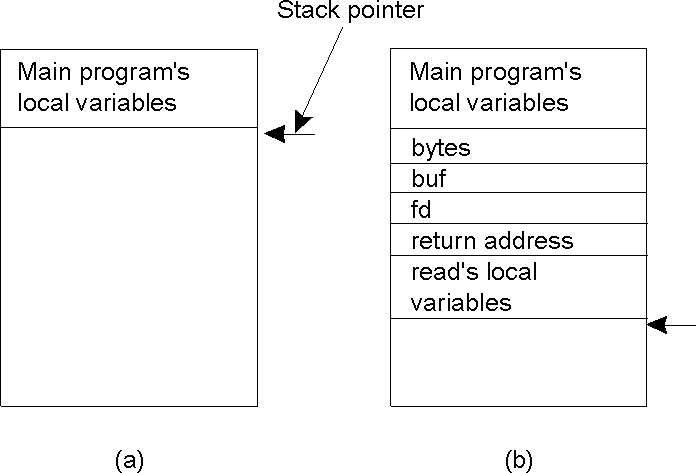 Stack pointer
Main program's
local variables
(a)
Main program's
local variables
bytes
buf
fd
return address
read's local
variables
(b)